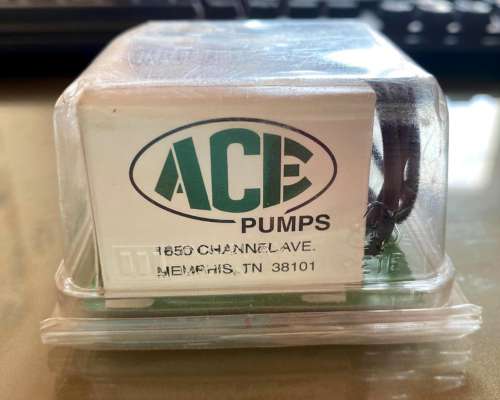 ACE
PUMPS
1650 CHANNEL AVE.
MEMPHIS, TN 38101